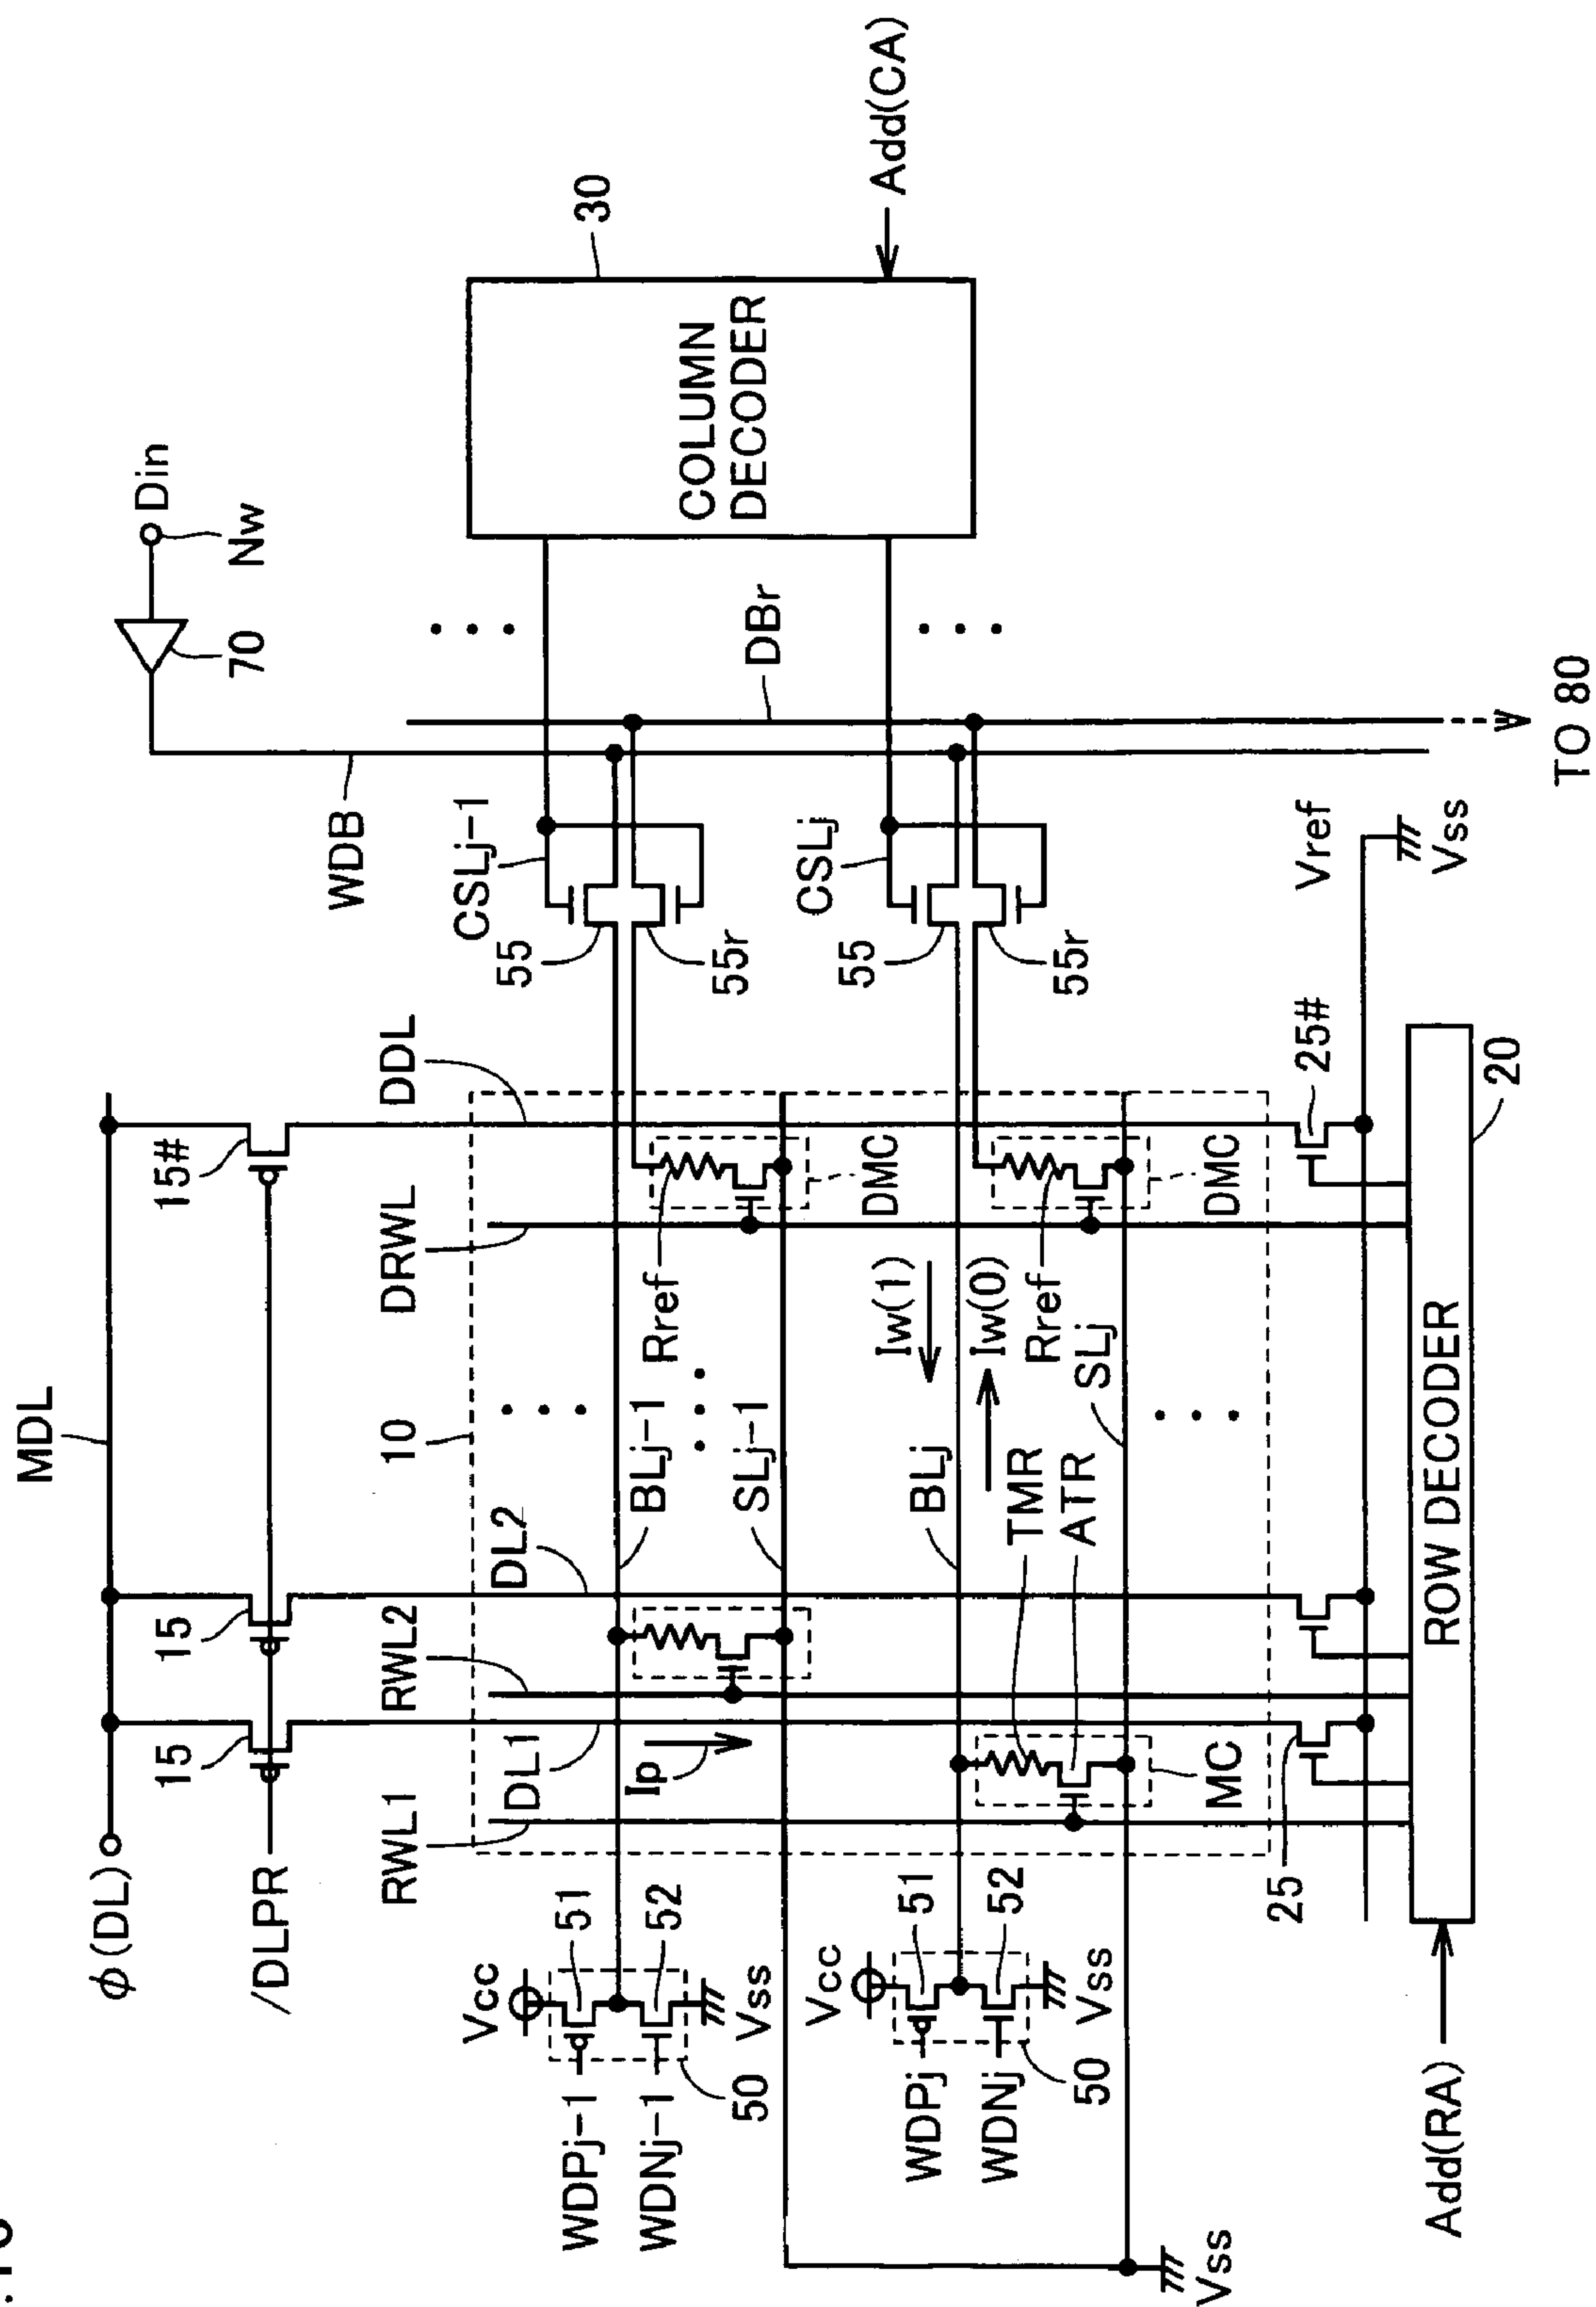 MDL
φ(DL)
/DLPR
15
15
15#
Din
Nw
70
WDB
RWL1
RWL2
10
DRWL
DDL
DL1
DL2
CSLj-1
55
55r
DBr
30
COLUMN
DECODER
Add(CA)
Vcc
51
52
WDPj-1
WDNj-1
50
Vss
Ip
BLj-1
SLj-1
Rref
DMC
CSLj
55
55r
Vcc
51
52
WDPj
WDNj
50
Vss
BLj
Iw(1)
Iw(0)
TMR
ATR
MC
SLj
Rref
DMC
Vss
25
25#
Vref
Vss
TO 80
ROW DECODER
20
Add(RA)